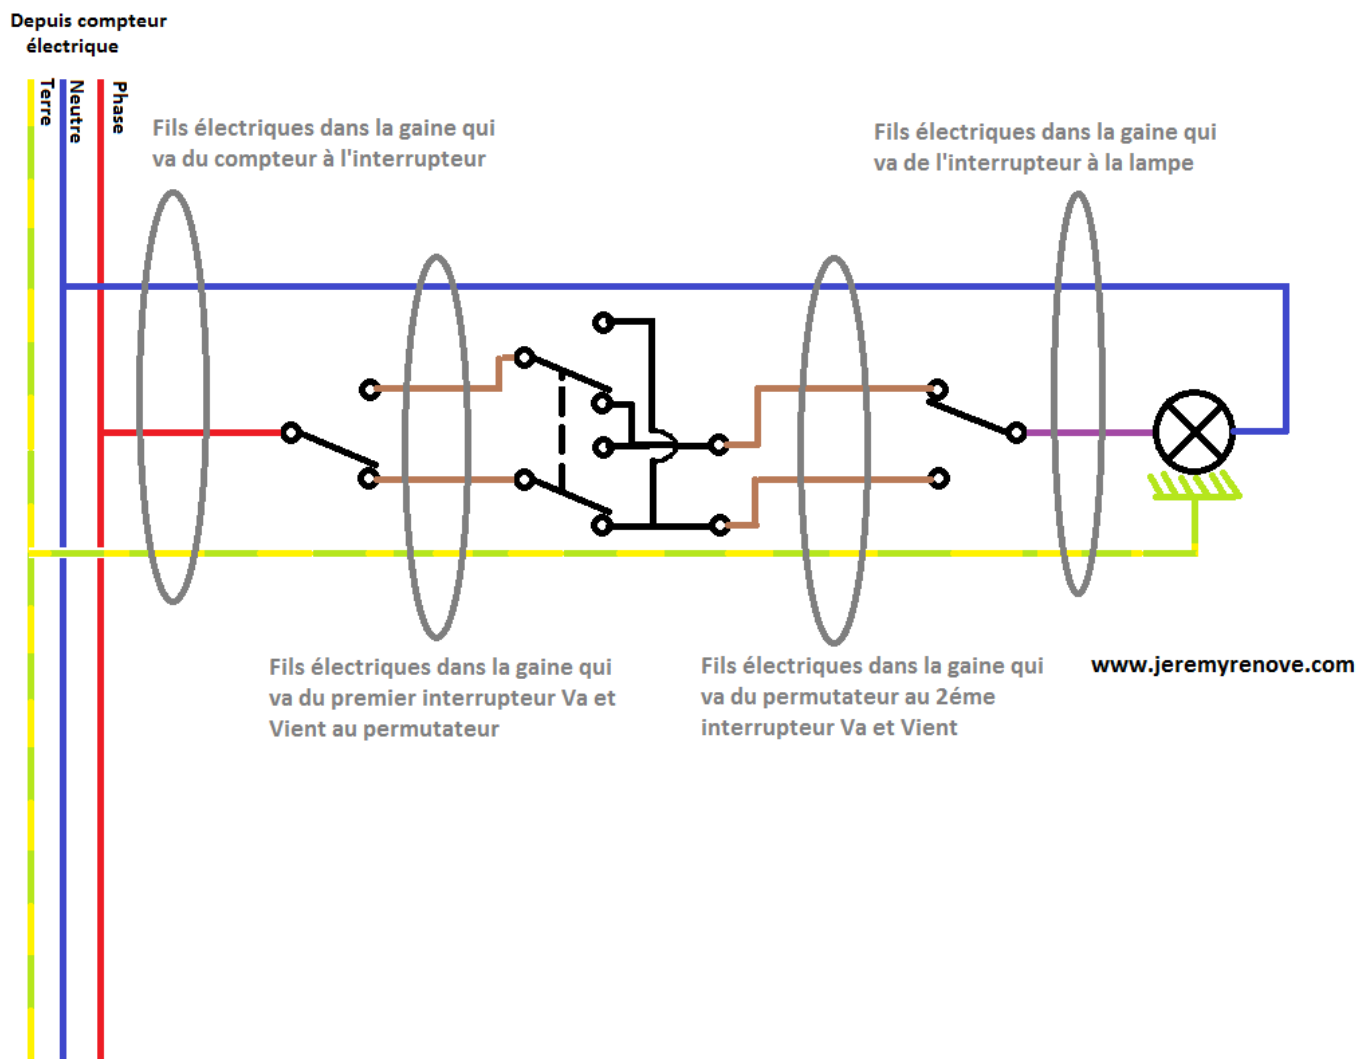 Depuis compteur
électrique
Terre
Neutre
Phase
Fils électriques dans la gaine qui
va du compteur à l'interrupteur
Fils électriques dans la gaine qui
va de l'interrupteur à la lampe
Fils électriques dans la gaine qui
va du premier interrupteur Va et
Vient au permutateur
Fils électriques dans la gaine qui
va du permutateur au 2éme
interrupteur Va et Vient
www.jeremyrenove.com